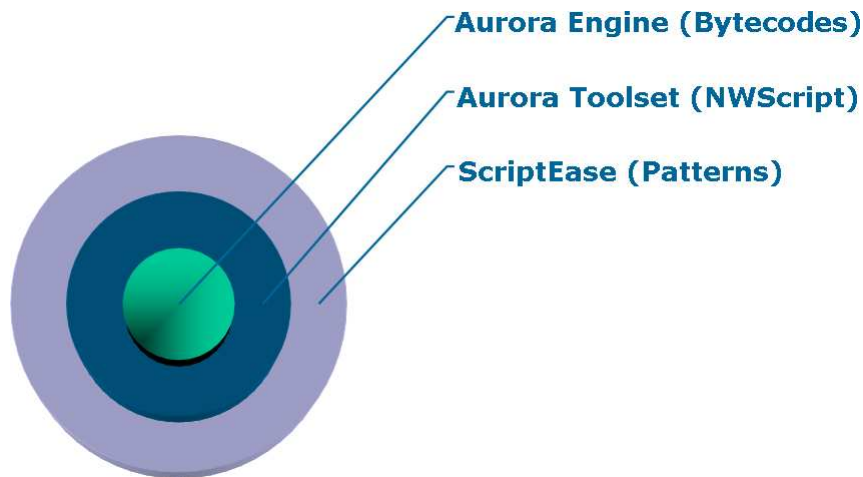 Aurora Engine (Bytecodes)
Aurora Toolset (NWScript)
ScriptEase (Patterns)